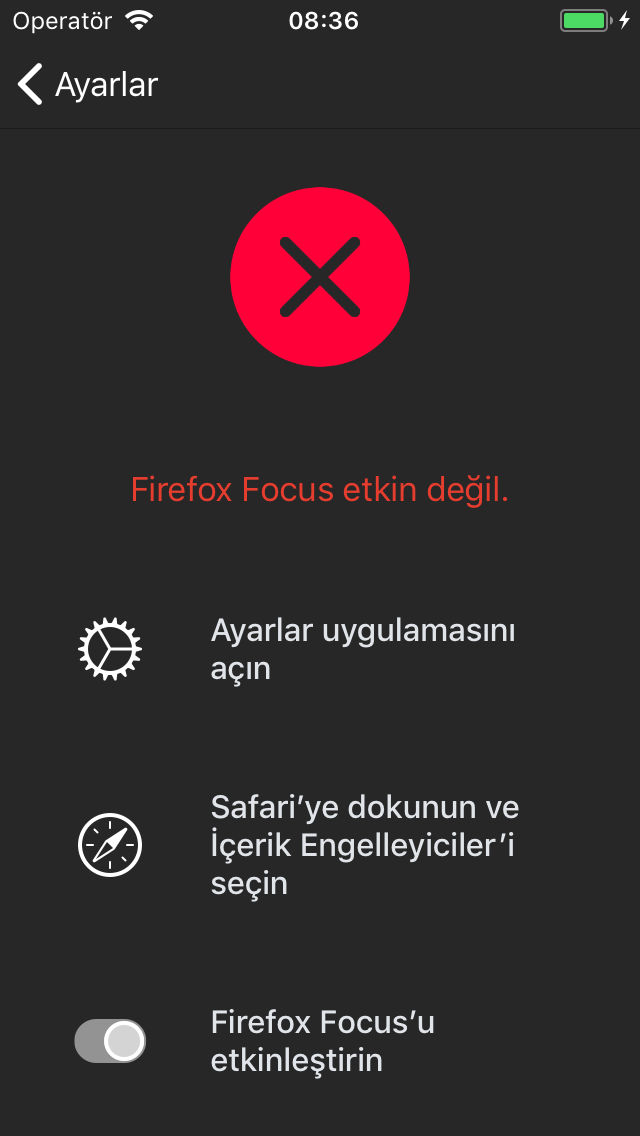 Operatör 08:36
Ayarlar
Firefox Focus etkin değil.
Ayarlar uygulamasını
açın
Safari’ye dokunun ve
İçerik Engelleyiciler’i
seçin
Firefox Focus’u
etkinleştirin